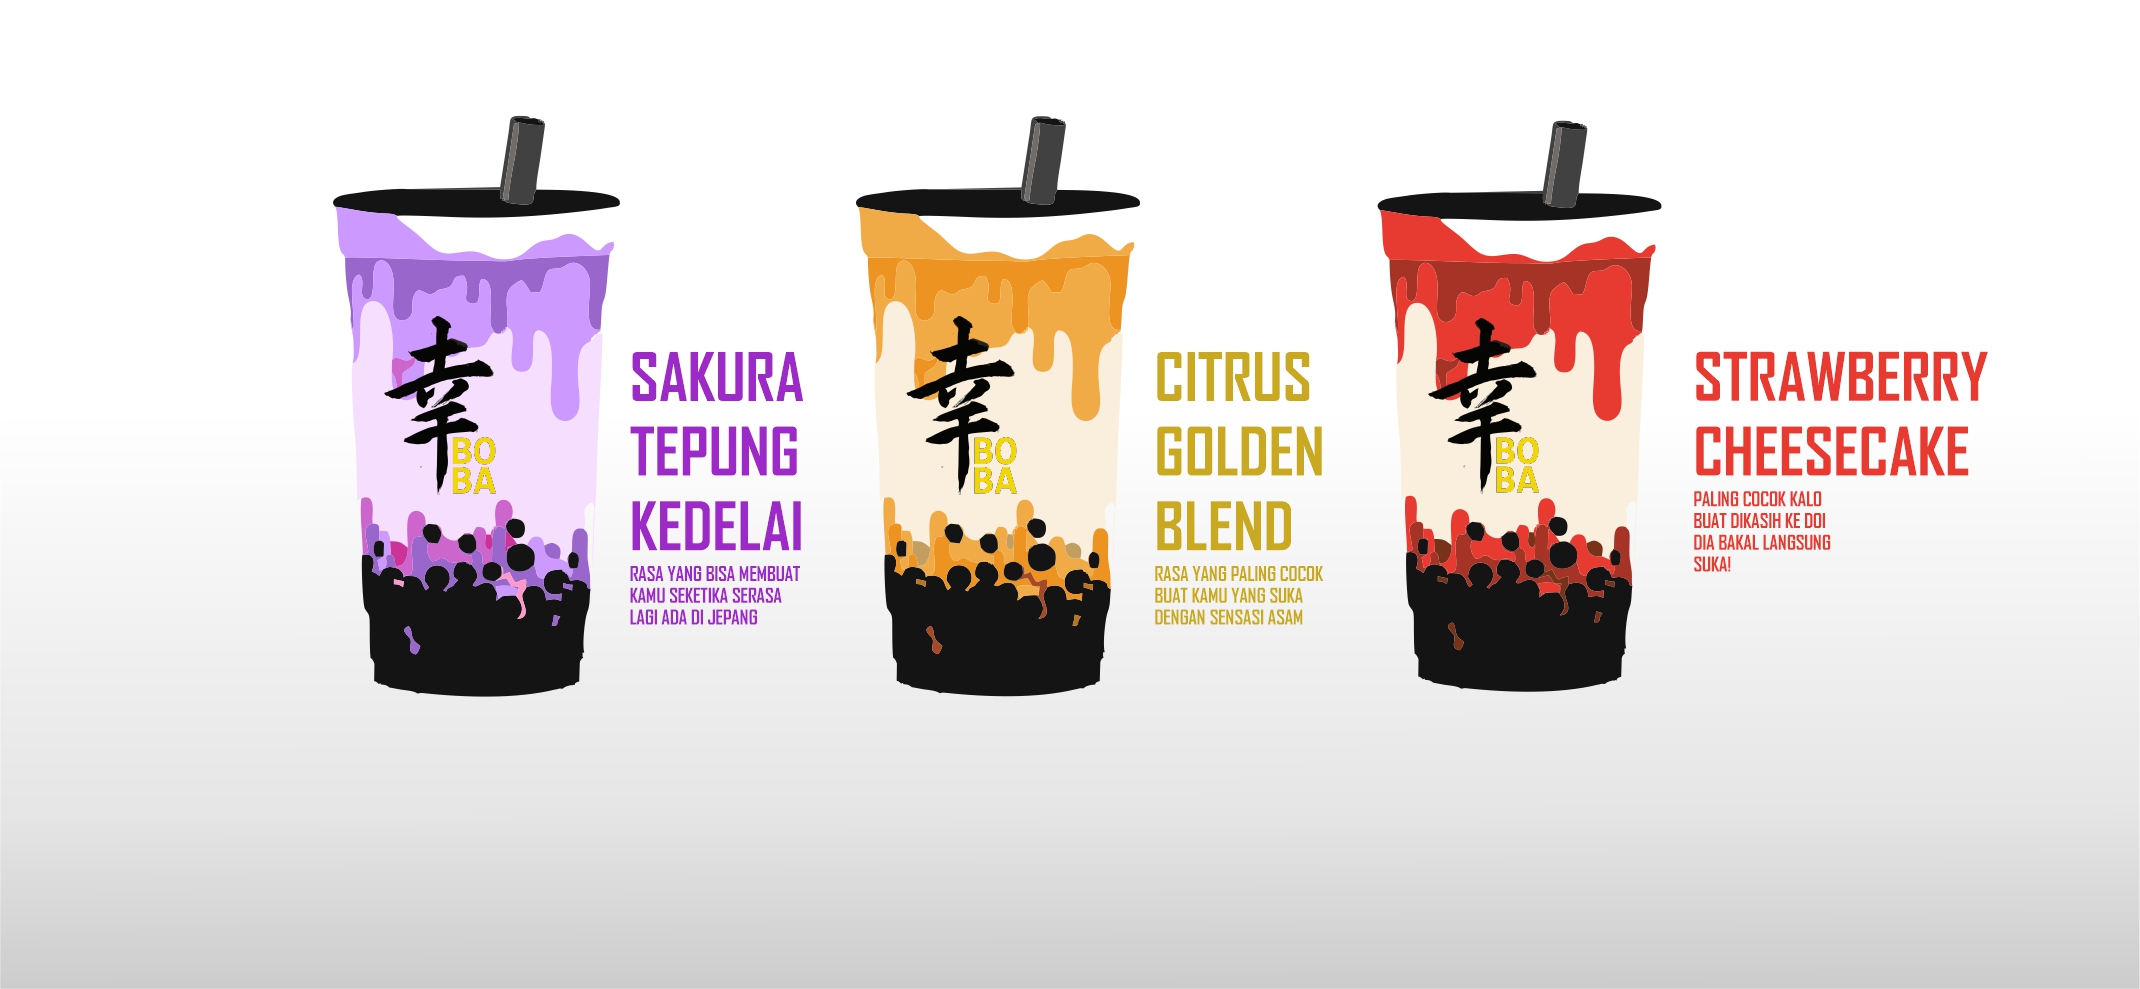 幸
BO
BA
SAKURA
TEPUNG
KEDELAI
RASA YANG BISA MEMBUAT
KAMU SEKETIKA SERASA
LAGI ADA DI JEPANG
幸
BO
BA
CITRUS
GOLDEN
BLEND
RASA YANG PALING COCOK
BUAT KAMU YANG SUKA
DENGAN SENSASI ASAM
幸
BO
BA
STRAWBERRY
CHEESECAKE
PALING COCOK KALO
BUAT DIKASIH KE DOI
DIA BAKAL LANGSUNG
SUKA!